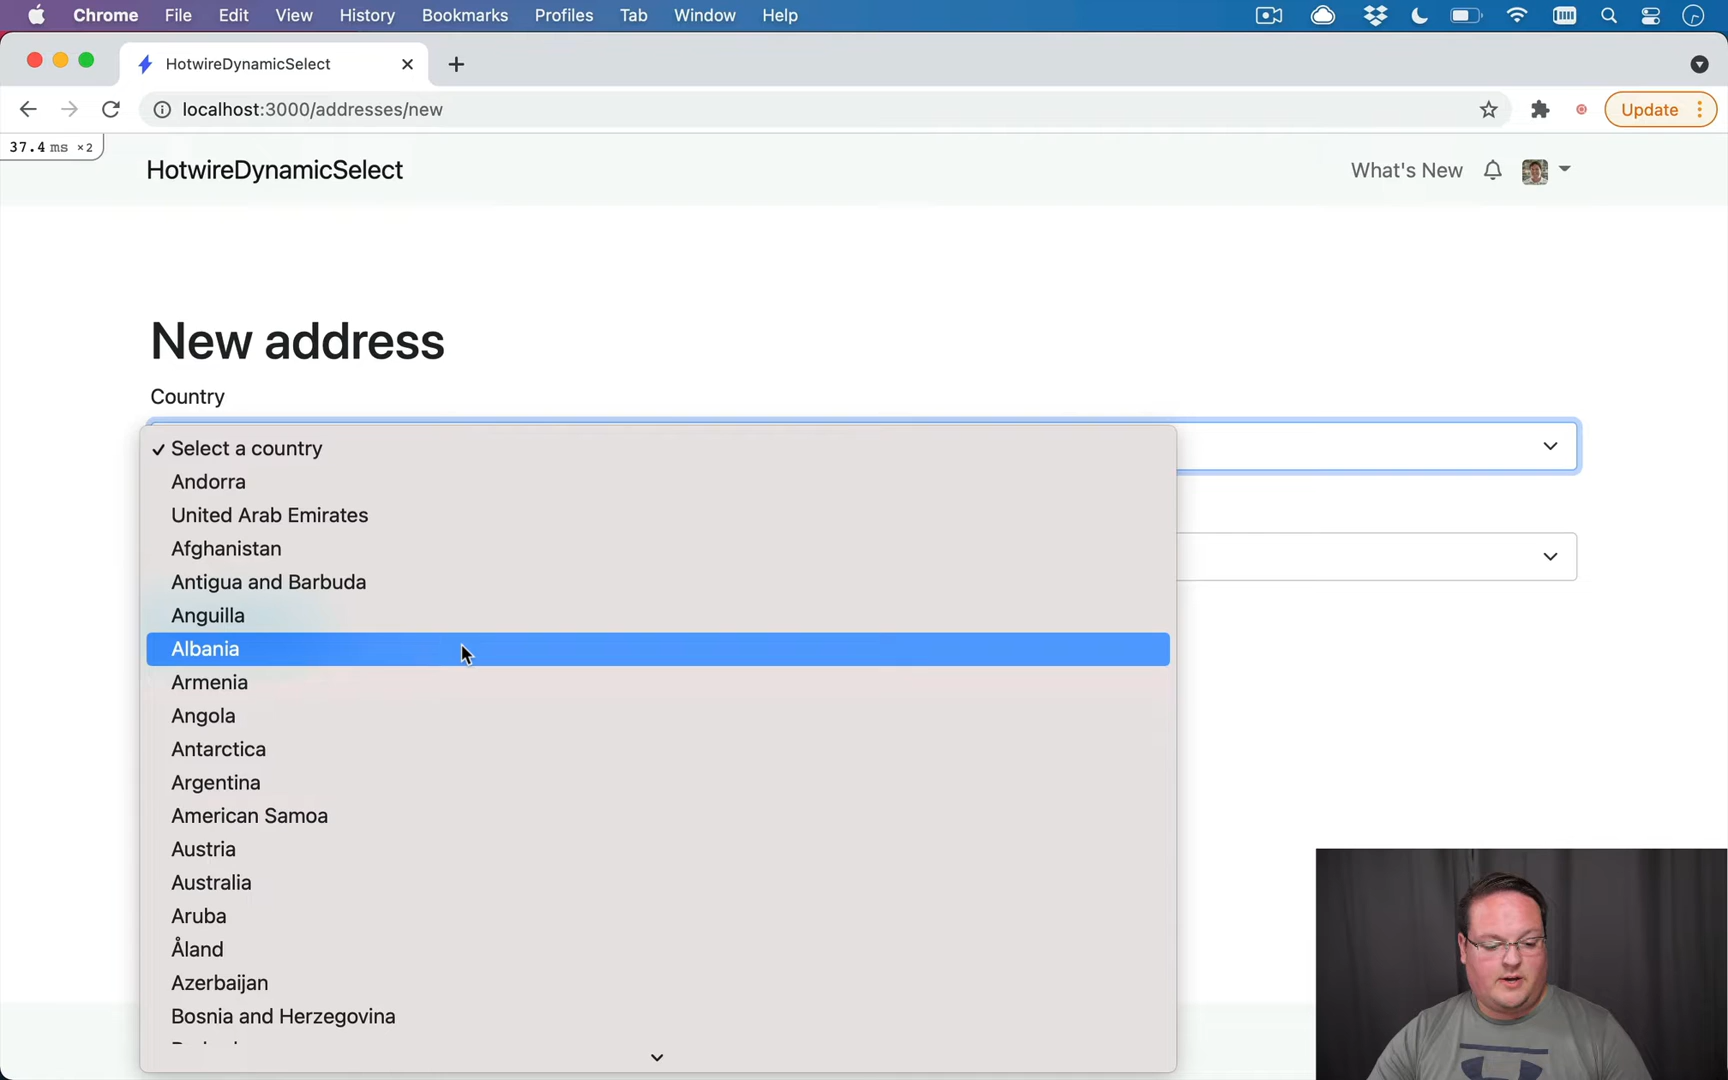 Chrome File Edit View History Bookmarks Profiles Tab Window Help
HotwireDynamicSelect
localhost:3000/addresses/new
Update
37.4 ms ×2
HotwireDynamicSelect
What's New
New address
Country
✓ Select a country
Andorra
United Arab Emirates
Afghanistan
Antigua and Barbuda
Anguilla
Albania
Armenia
Angola
Antarctica
Argentina
American Samoa
Austria
Australia
Aruba
Åland
Azerbaijan
Bosnia and Herzegovina